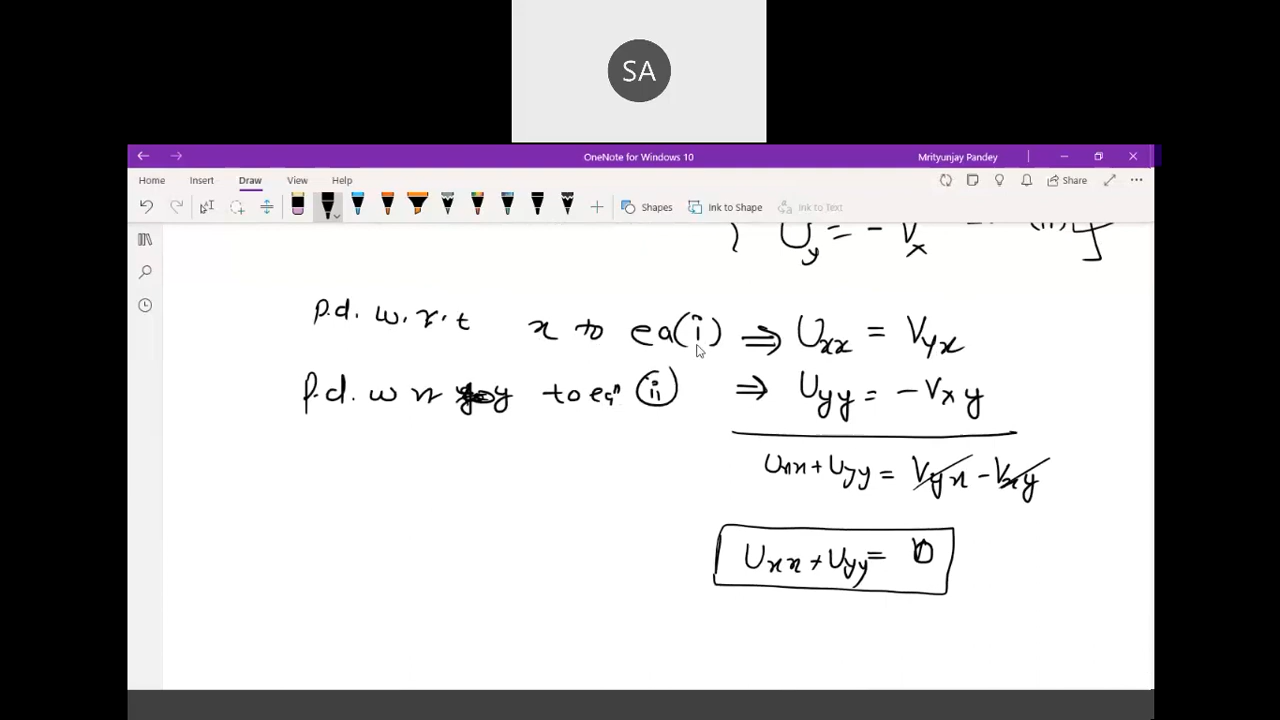 SA
OneNote for Windows 10
Mrityunjay Pandey
Home Insert Draw View Help
Share
Shapes Ink to Shape Ink to Text
U_y = - V_x
p.d. w.r.t x to eq (i) ⇒ U_xx = V_yx
p.d. w r y to eqⁿ (ii) ⇒ U_yy = - V_xy
U_xx + U_yy = V_yx - V_xy
U_xx + U_yy = 0